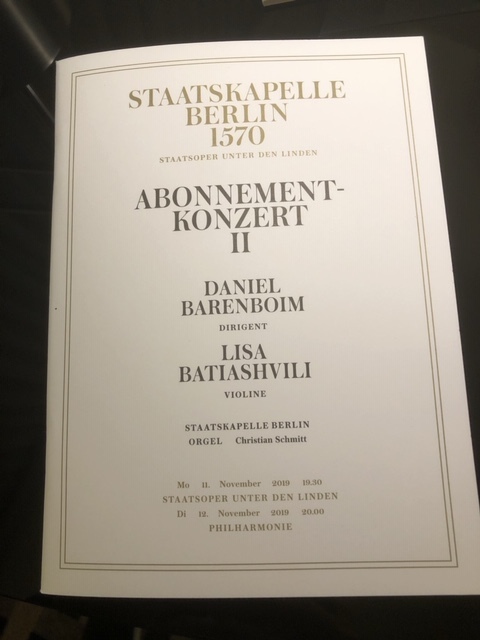 STAATSKAPELLE
BERLIN
1570
STAATSOPER UNTER DEN LINDEN
ABONNEMENT-
KONZERT
II
DANIEL
BARENBOIM
DIRIGENT
LISA
BATIASHVILI
VIOLINE
STAATSKAPELLE BERLIN
ORGEL Christian Schmitt
Mo 11. November 2019 19.30
STAATSOPER UNTER DEN LINDEN
Di 12. November 2019 20.00
PHILHARMONIE